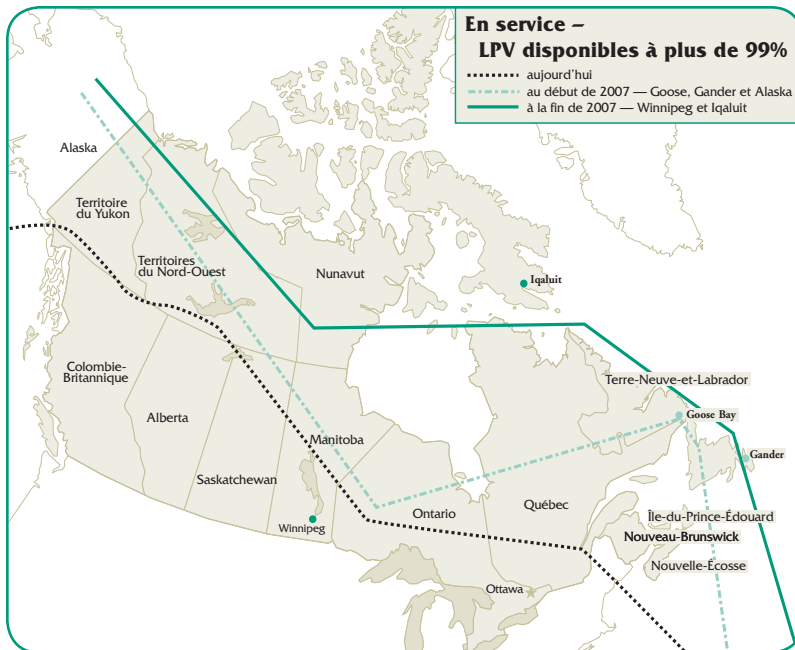 En service –
LPV disponibles à plus de 99%
aujourd'hui
au début de 2007 — Goose, Gander et Alaska
à la fin de 2007 — Winnipeg et Iqaluit
Alaska
Territoire
du Yukon
Territoires
du Nord-Ouest
Nunavut
Iqaluit
Colombie-
Britannique
Terre-Neuve-et-Labrador
Alberta
Goose Bay
Manitoba
Gander
Saskatchewan
Québec
Ontario
Île-du-Prince-Édouard
Winnipeg
Nouveau-Brunswick
Nouvelle-Écosse
Ottawa